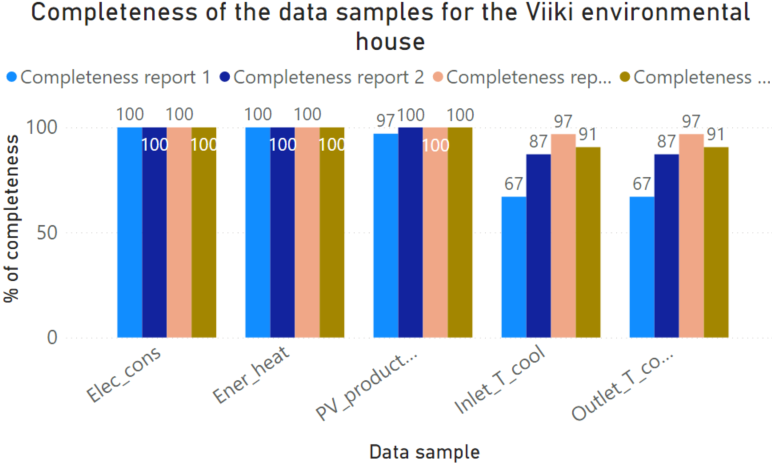 Completeness of the data samples for the Viiki environmental
house
Completeness report 1 Completeness report 2 Completeness rep... Completeness ...
100 100 100 100 97 100 100 97 97
100 100 100 100 100 87 91 87 91
67 67
100
50
0
% of completeness
Elec_cons Ener_heat PV_product... Inlet_T_cool Outlet_T_co...
Data sample